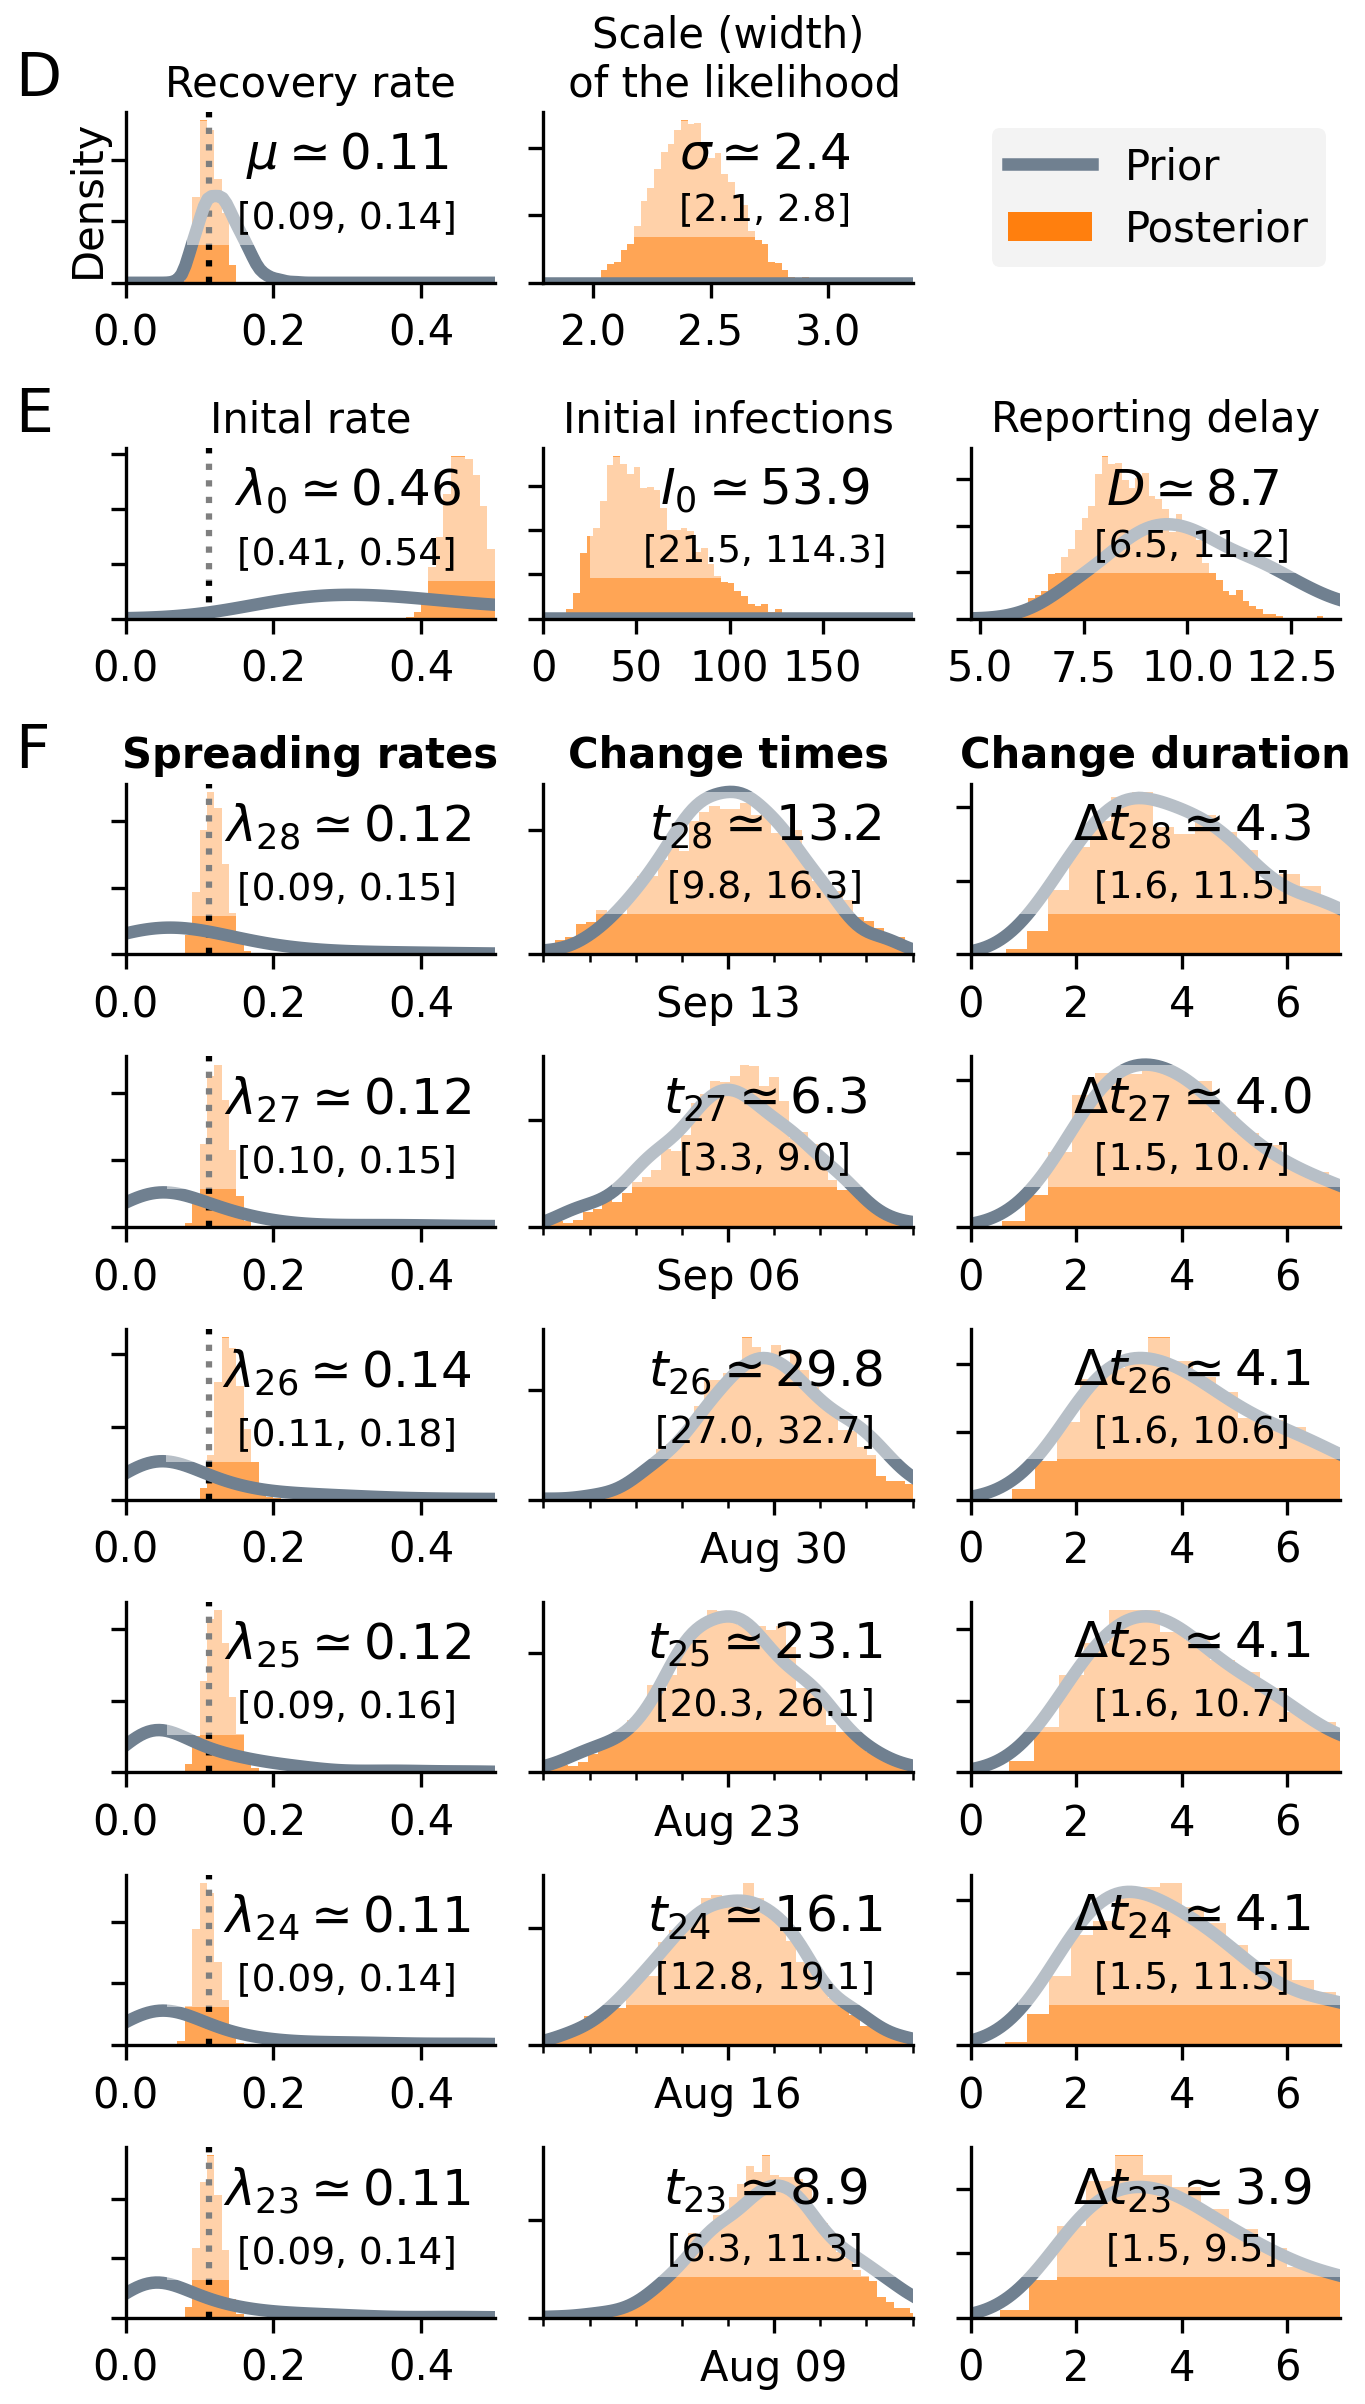 D
Recovery rate
Scale (width)
of the likelihood
Density
μ ≃ 0.11
[0.09, 0.14]
0.0 0.2 0.4
σ ≃ 2.4
[2.1, 2.8]
2.0 2.5 3.0
Prior
Posterior
E
Inital rate
λ0 ≃ 0.46
[0.41, 0.54]
0.0 0.2 0.4
Initial infections
I0 ≃ 53.9
[21.5, 114.3]
0 50 100 150
Reporting delay
D ≃ 8.7
[6.5, 11.2]
5.0 7.5 10.0 12.5
F
Spreading rates
Change times
Change duration
λ28 ≃ 0.12
[0.09, 0.15]
0.0 0.2 0.4
t28 ≃ 13.2
[9.8, 16.3]
Sep 13
Δt28 ≃ 4.3
[1.6, 11.5]
0 2 4 6
λ27 ≃ 0.12
[0.10, 0.15]
0.0 0.2 0.4
t27 ≃ 6.3
[3.3, 9.0]
Sep 06
Δt27 ≃ 4.0
[1.5, 10.7]
0 2 4 6
λ26 ≃ 0.14
[0.11, 0.18]
0.0 0.2 0.4
t26 ≃ 29.8
[27.0, 32.7]
Aug 30
Δt26 ≃ 4.1
[1.6, 10.6]
0 2 4 6
λ25 ≃ 0.12
[0.09, 0.16]
0.0 0.2 0.4
t25 ≃ 23.1
[20.3, 26.1]
Aug 23
Δt25 ≃ 4.1
[1.6, 10.7]
0 2 4 6
λ24 ≃ 0.11
[0.09, 0.14]
0.0 0.2 0.4
t24 ≃ 16.1
[12.8, 19.1]
Aug 16
Δt24 ≃ 4.1
[1.5, 11.5]
0 2 4 6
λ23 ≃ 0.11
[0.09, 0.14]
0.0 0.2 0.4
t23 ≃ 8.9
[6.3, 11.3]
Aug 09
Δt23 ≃ 3.9
[1.5, 9.5]
0 2 4 6